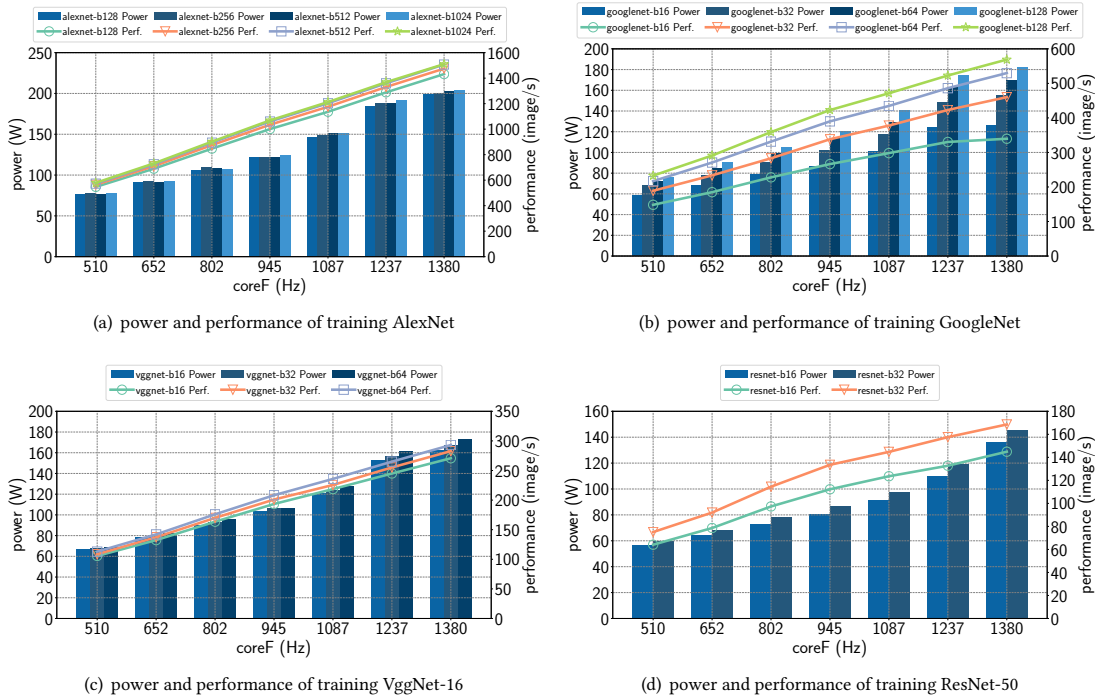 alexnet-b128 Power alexnet-b256 Power alexnet-b512 Power alexnet-b1024 Power
alexnet-b128 Perf. alexnet-b256 Perf. alexnet-b512 Perf. alexnet-b1024 Perf.
250 200 150 100 50 0
power (W)
1600 1400 1200 1000 800 600 400 200 0
performance (image/s)
510 652 802 945 1087 1237 1380
coreF (Hz)
(a) power and performance of training AlexNet
googlenet-b16 Power googlenet-b32 Power googlenet-b64 Power googlenet-b128 Power
googlenet-b16 Perf. googlenet-b32 Perf. googlenet-b64 Perf. googlenet-b128 Perf.
200 180 160 140 120 100 80 60 40 20 0
power (W)
600 500 400 300 200 100 0
performance (image/s)
510 652 802 945 1087 1237 1380
coreF (Hz)
(b) power and performance of training GoogleNet
vggnet-b16 Power vggnet-b32 Power vggnet-b64 Power
vggnet-b16 Perf. vggnet-b32 Perf. vggnet-b64 Perf.
200 180 160 140 120 100 80 60 40 20 0
power (W)
350 300 250 200 150 100 50 0
performance (image/s)
510 652 802 945 1087 1237 1380
coreF (Hz)
(c) power and performance of training VggNet-16
resnet-b16 Power resnet-b32 Power
resnet-b16 Perf. resnet-b32 Perf.
160 140 120 100 80 60 40 20 0
power (W)
180 160 140 120 100 80 60 40 20 0
performance (image/s)
510 652 802 945 1087 1237 1380
coreF (Hz)
(d) power and performance of training ResNet-50